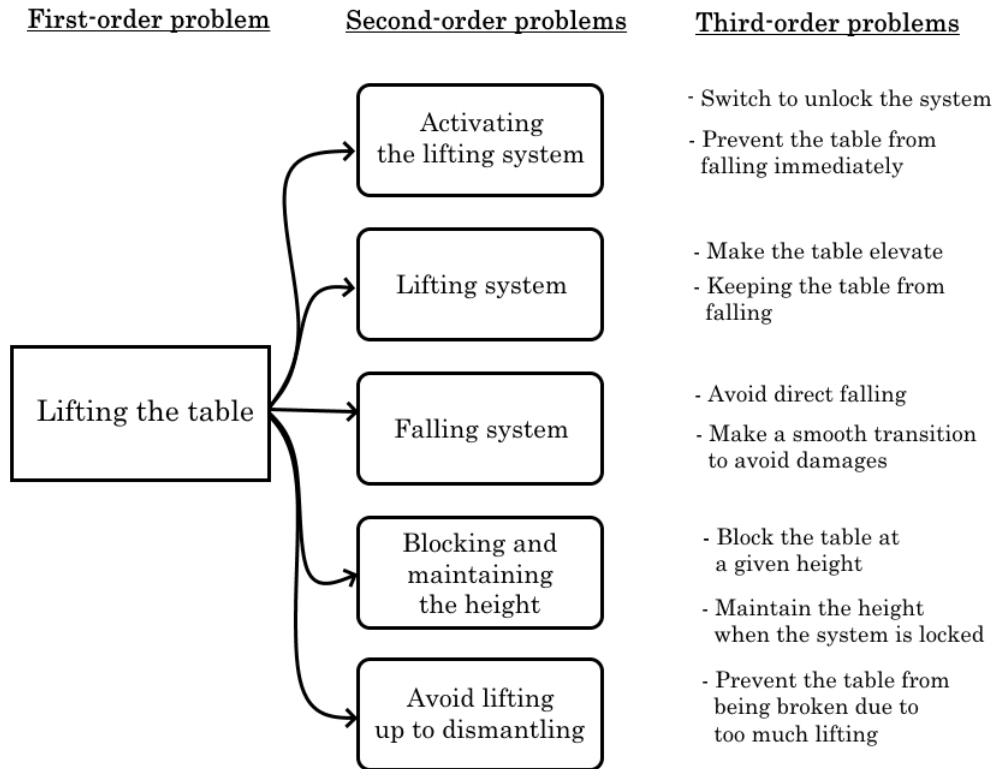 First-order problem
Second-order problems
Third-order problems
Lifting the table
Activating
the lifting system
- Switch to unlock the system
- Prevent the table from
falling immediately
Lifting system
- Make the table elevate
- Keeping the table from
falling
Falling system
- Avoid direct falling
- Make a smooth transition
to avoid damages
Blocking and
maintaining
the height
- Block the table at
a given height
- Maintain the height
when the system is locked
Avoid lifting
up to dismantling
- Prevent the table from
being broken due to
too much lifting